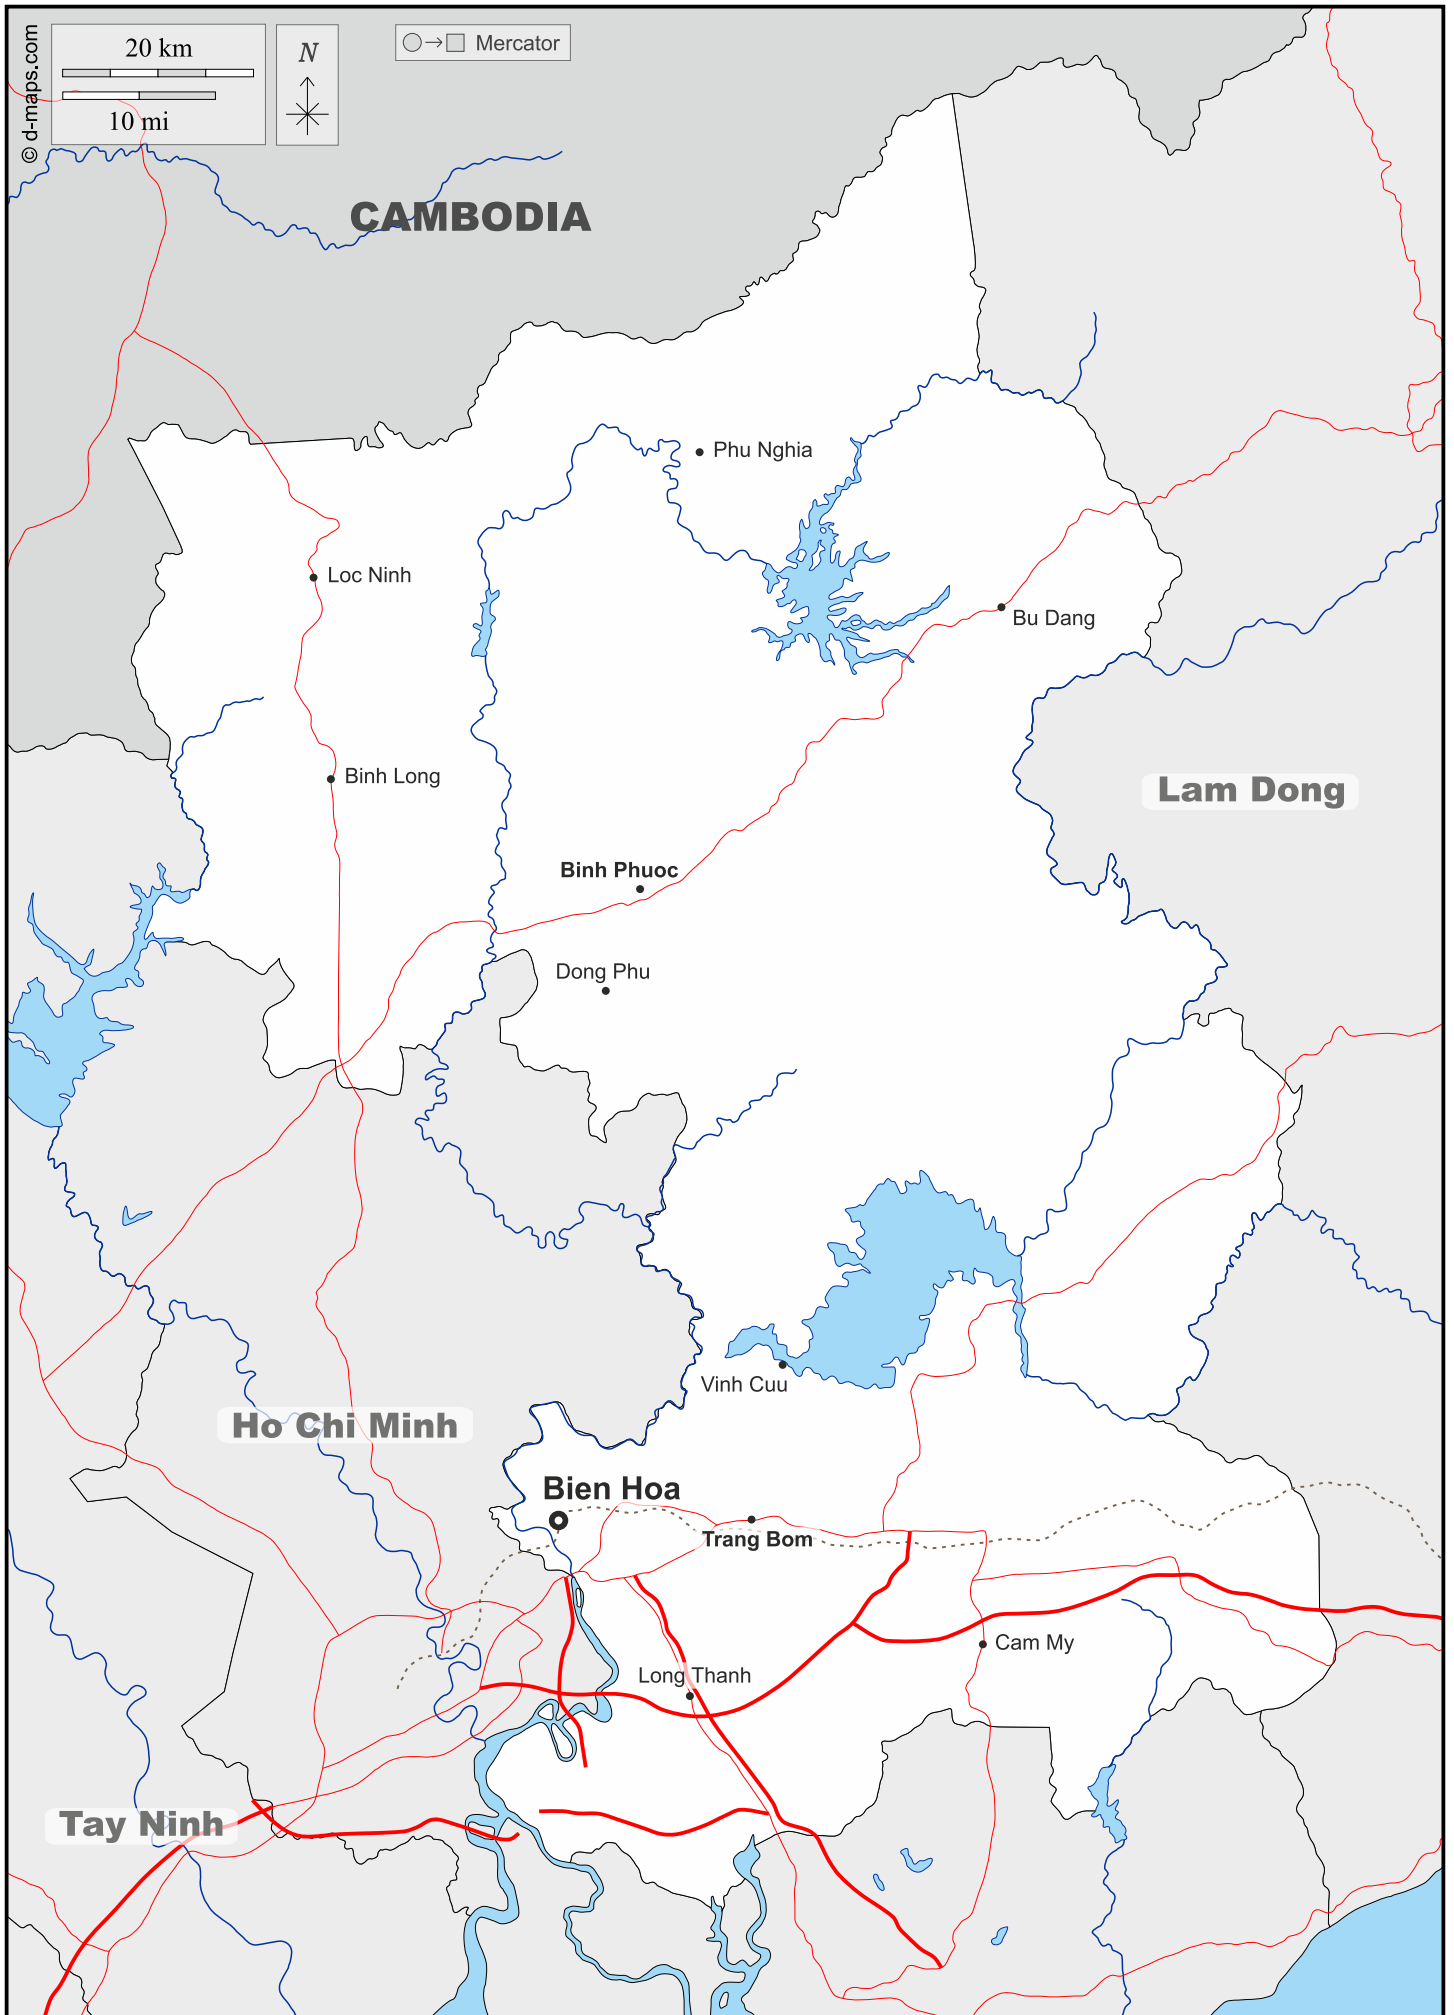 © d-maps.com
20 km
10 mi
N
Mercator
CAMBODIA
Phu Nghia
Loc Ninh
Bu Dang
Binh Long
Lam Dong
Binh Phuoc
Dong Phu
Vinh Cuu
Ho Chi Minh
Bien Hoa
Trang Bom
Cam My
Long Thanh
Tay Ninh